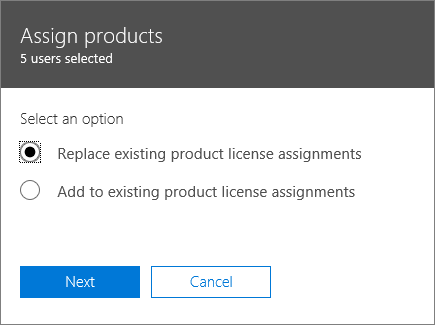 Assign products
5 users selected
Select an option
Replace existing product license assignments
Add to existing product license assignments
Next
Cancel